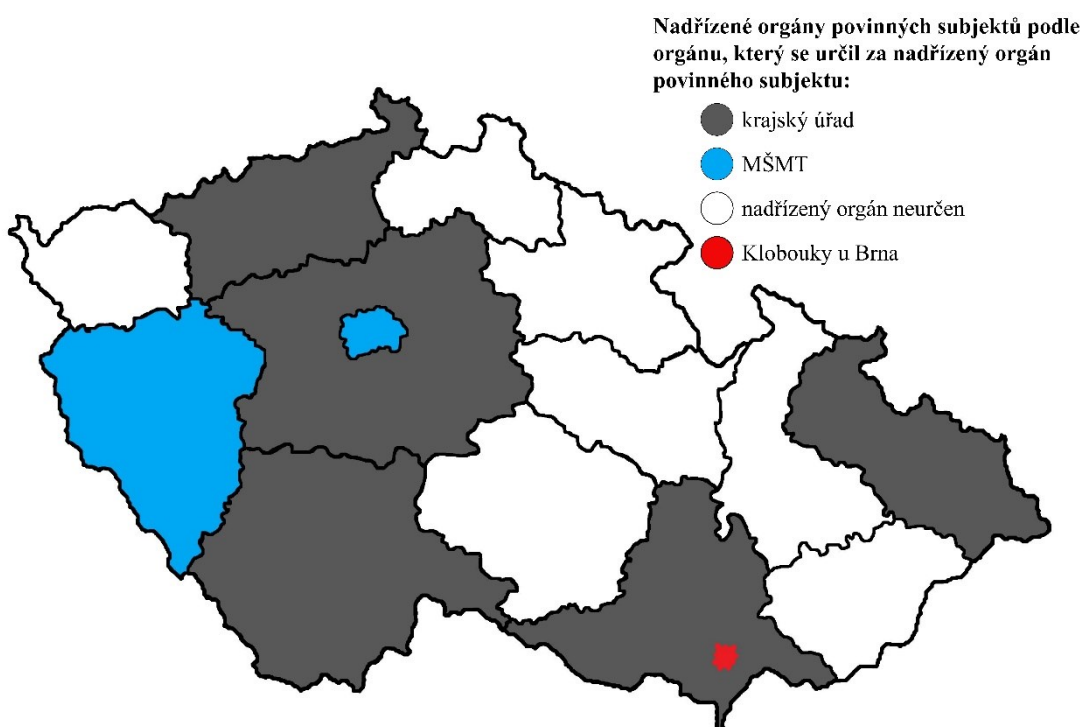 Nadřízené orgány povinných subjektů podle
orgánu, který se určil za nadřízený orgán
povinného subjektu:
krajský úřad
MŠMT
nadřízený orgán neurčen
Klobouky u Brna